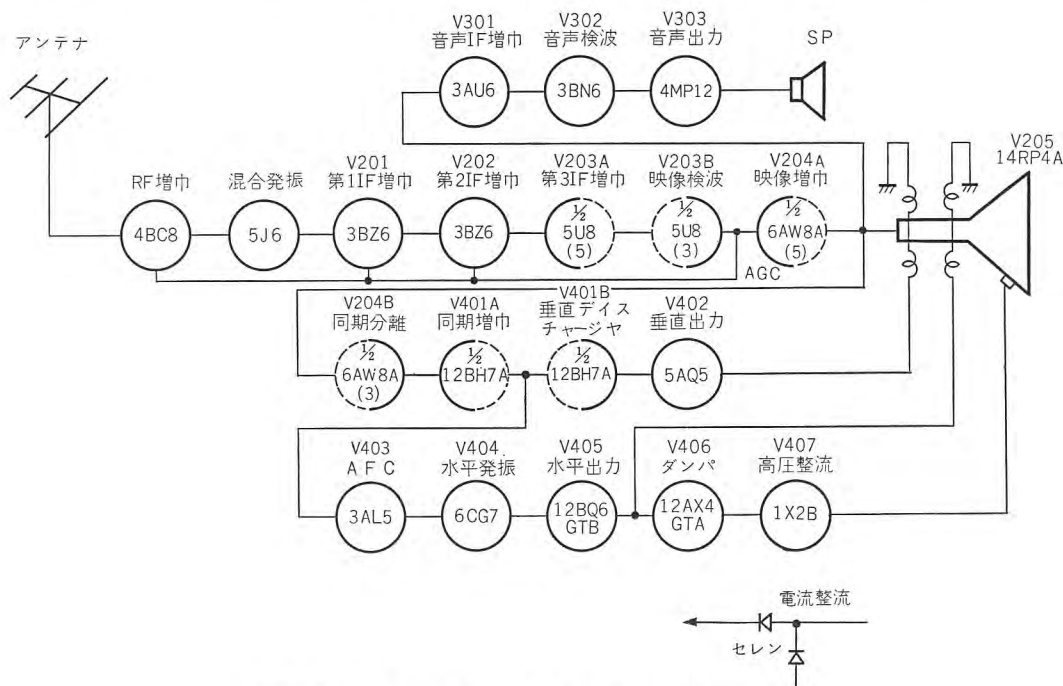 アンテナ
V301
音声IF増巾
3AU6
V302
音声検波
3BN6
V303
音声出力
4MP12
SP
V205
14RP4A
RF増巾
4BC8
混合発振
5J6
V201
第1IF増巾
3BZ6
V202
第2IF増巾
3BZ6
V203A
第3IF増巾
½
5U8
(5)
V203B
映像検波
½
5U8
(3)
V204A
映像増巾
½
6AW8A
(5)
AGC
V204B
同期分離
½
6AW8A
(3)
V401A
同期増巾
½
12BH7A
V401B
垂直デイス
チャージヤ
½
12BH7A
V402
垂直出力
5AQ5
V403
AFC
3AL5
V404.
水平発振
6CG7
V405
水平出力
12BQ6
GTB
V406
ダンパ
12AX4
GTA
V407
高圧整流
1X2B
電流整流
セレン